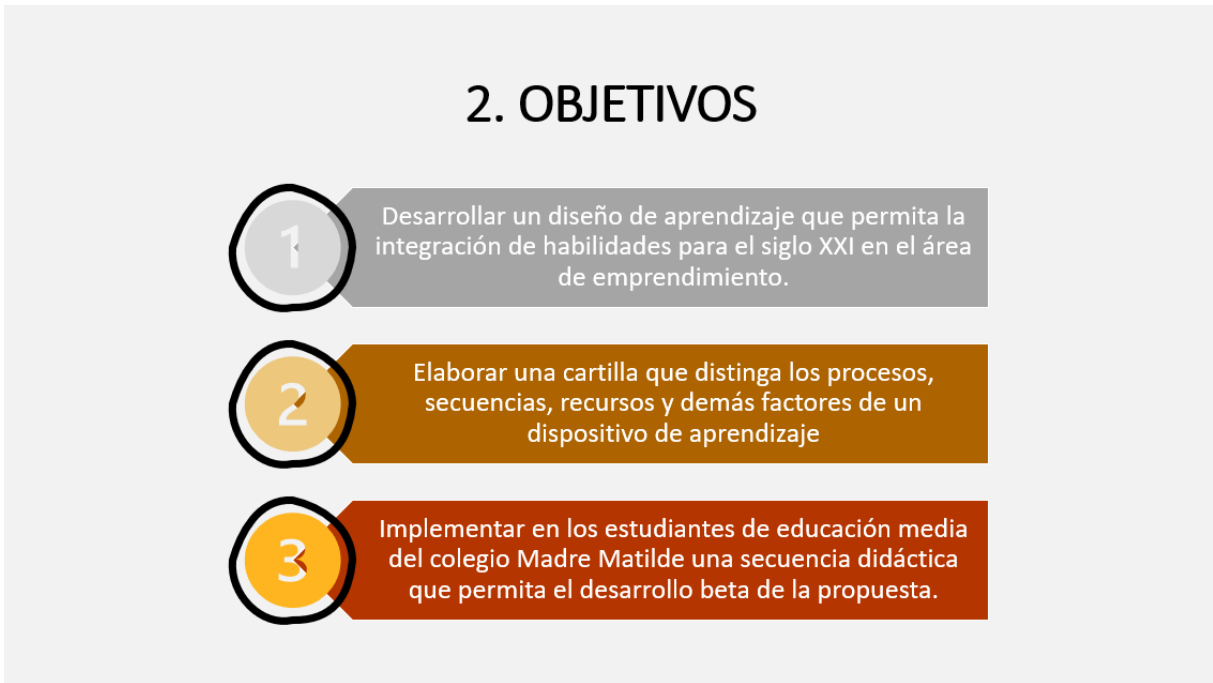 2. OBJETIVOS
1
Desarrollar un diseño de aprendizaje que permita la
integración de habilidades para el siglo XXI en el área
de emprendimiento.
2
Elaborar una cartilla que distinga los procesos,
secuencias, recursos y demás factores de un
dispositivo de aprendizaje
3
Implementar en los estudiantes de educación media
del colegio Madre Matilde una secuencia didáctica
que permita el desarrollo beta de la propuesta.